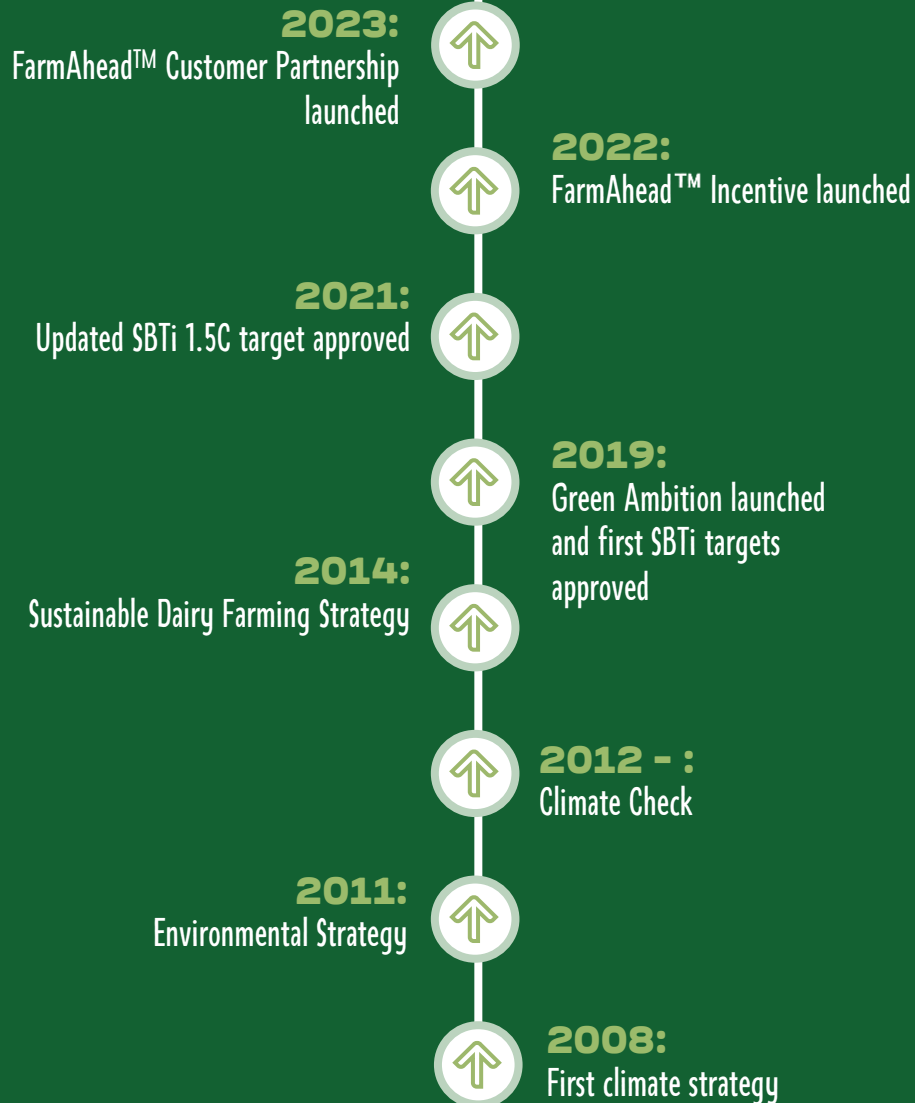 2023:
FarmAhead™ Customer Partnership
launched
2022:
FarmAhead™ Incentive launched
2021:
Updated SBTi 1.5C target approved
2019:
Green Ambition launched
and first SBTi targets
approved
2014:
Sustainable Dairy Farming Strategy
2012 - :
Climate Check
2011:
Environmental Strategy
2008:
First climate strategy